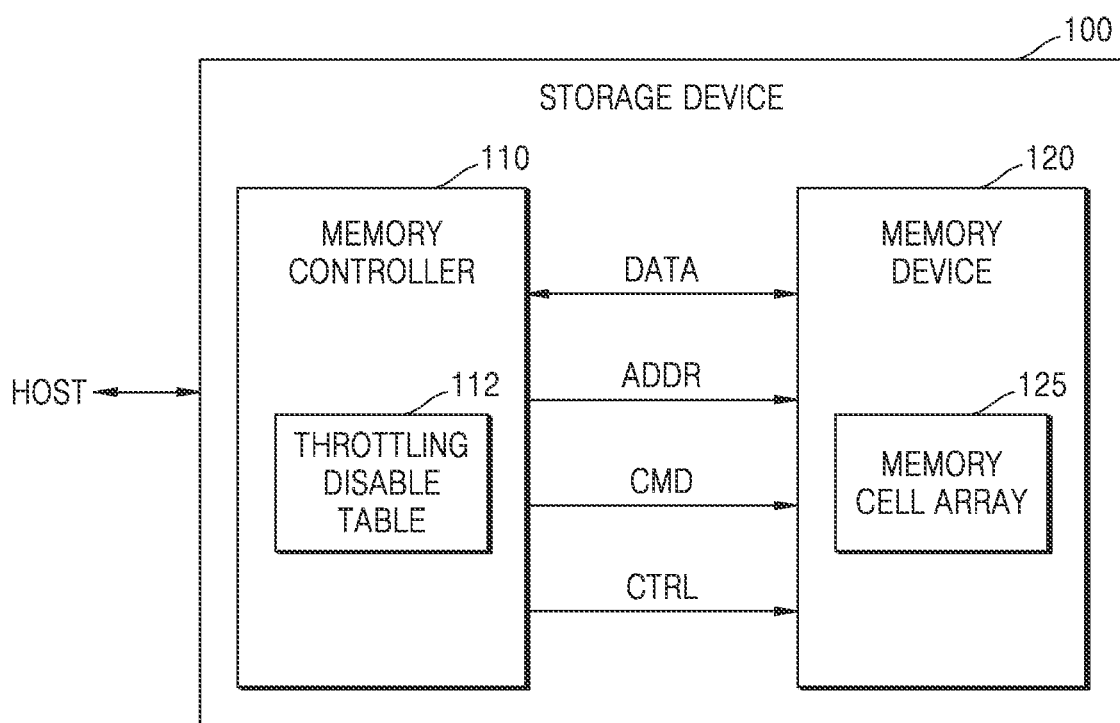 100
STORAGE DEVICE
110
120
MEMORY
CONTROLLER
MEMORY
DEVICE
DATA
HOST
ADDR
112
125
THROTTLING
DISABLE
TABLE
CMD
MEMORY
CELL ARRAY
CTRL